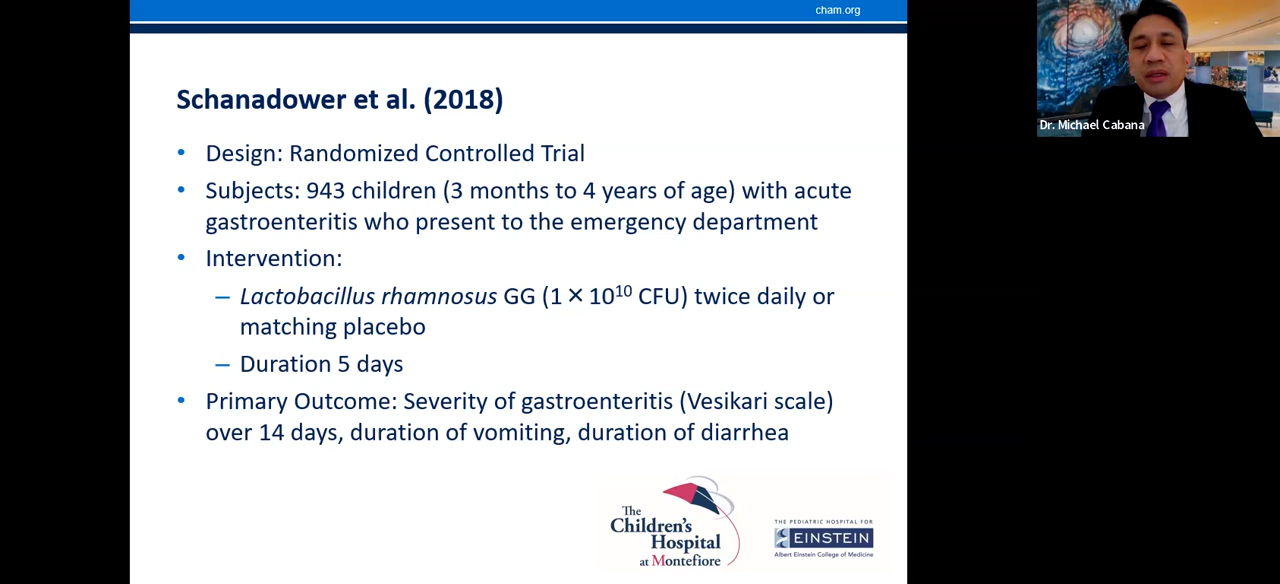 cham.org
Schanadower et al. (2018)
• Design: Randomized Controlled Trial
• Subjects: 943 children (3 months to 4 years of age) with acute
gastroenteritis who present to the emergency department
• Intervention:
– Lactobacillus rhamnosus GG (1 × 10¹⁰ CFU) twice daily or
matching placebo
– Duration 5 days
• Primary Outcome: Severity of gastroenteritis (Vesikari scale)
over 14 days, duration of vomiting, duration of diarrhea
The
Children's
Hospital
at Montefiore
THE PEDIATRIC HOSPITAL FOR
EINSTEIN
Albert Einstein College of Medicine
Dr. Michael Cabana